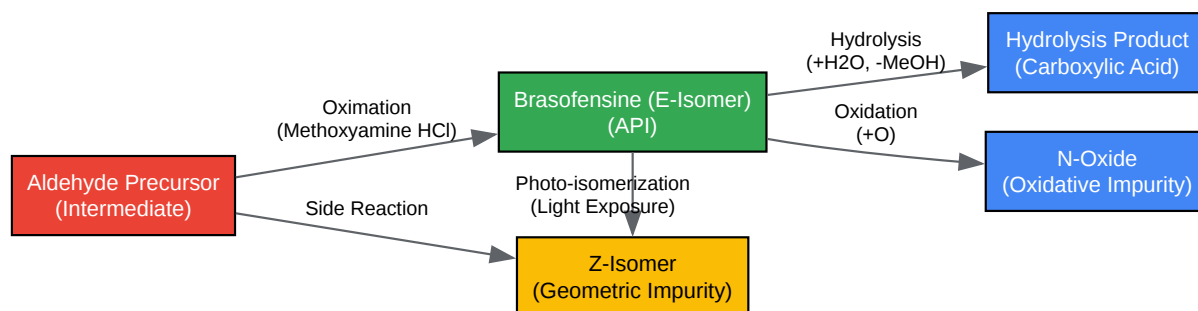 Aldehyde Precursor
(Intermediate)
Oximation
(Methoxyamine HCl)
Side Reaction
Brasofensine (E-Isomer)
(API)
Photo-isomerization
(Light Exposure)
Z-Isomer
(Geometric Impurity)
Hydrolysis
(+H2O, -MeOH)
Oxidation
(+O)
Hydrolysis Product
(Carboxylic Acid)
N-Oxide
(Oxidative Impurity)